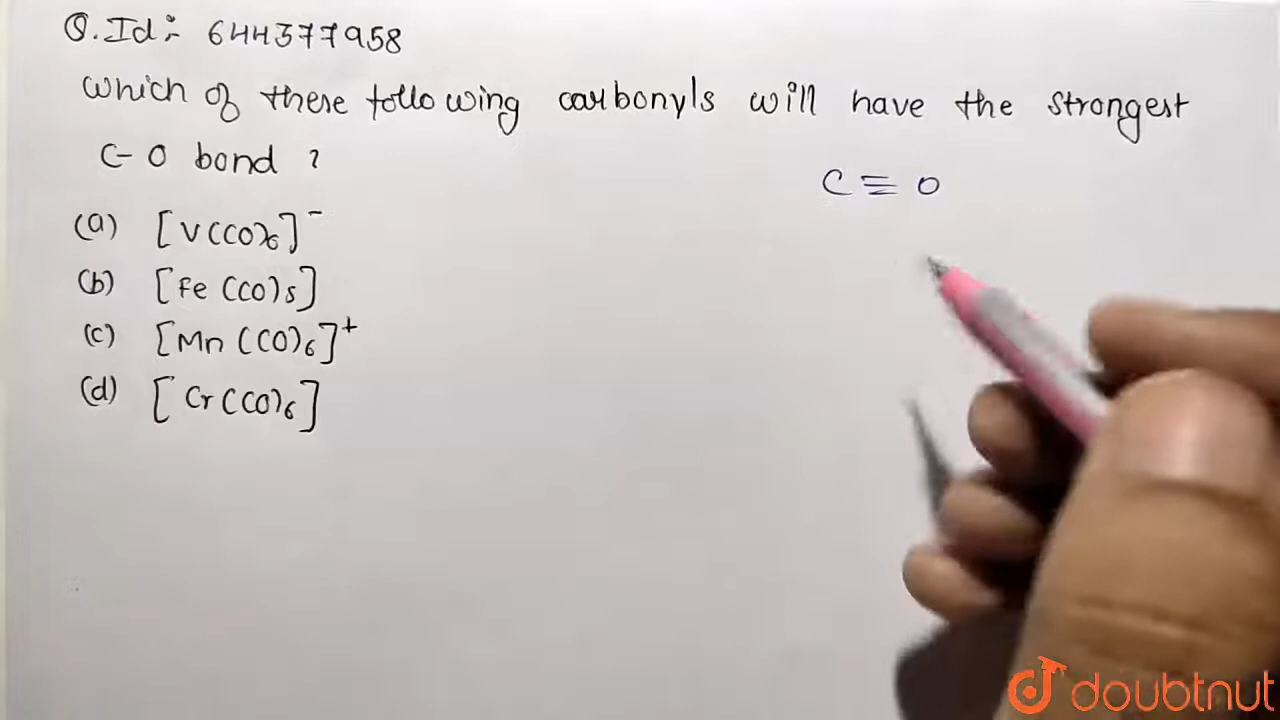 Q.Id:- 644377958
Which of these following carbonyls will have the strongest
C-O bond ?
C≡O
(a) [V(CO)6]⁻
(b) [Fe(CO)5]
(c) [Mn(CO)6]⁺
(d) [Cr(CO)6]
doubtnut